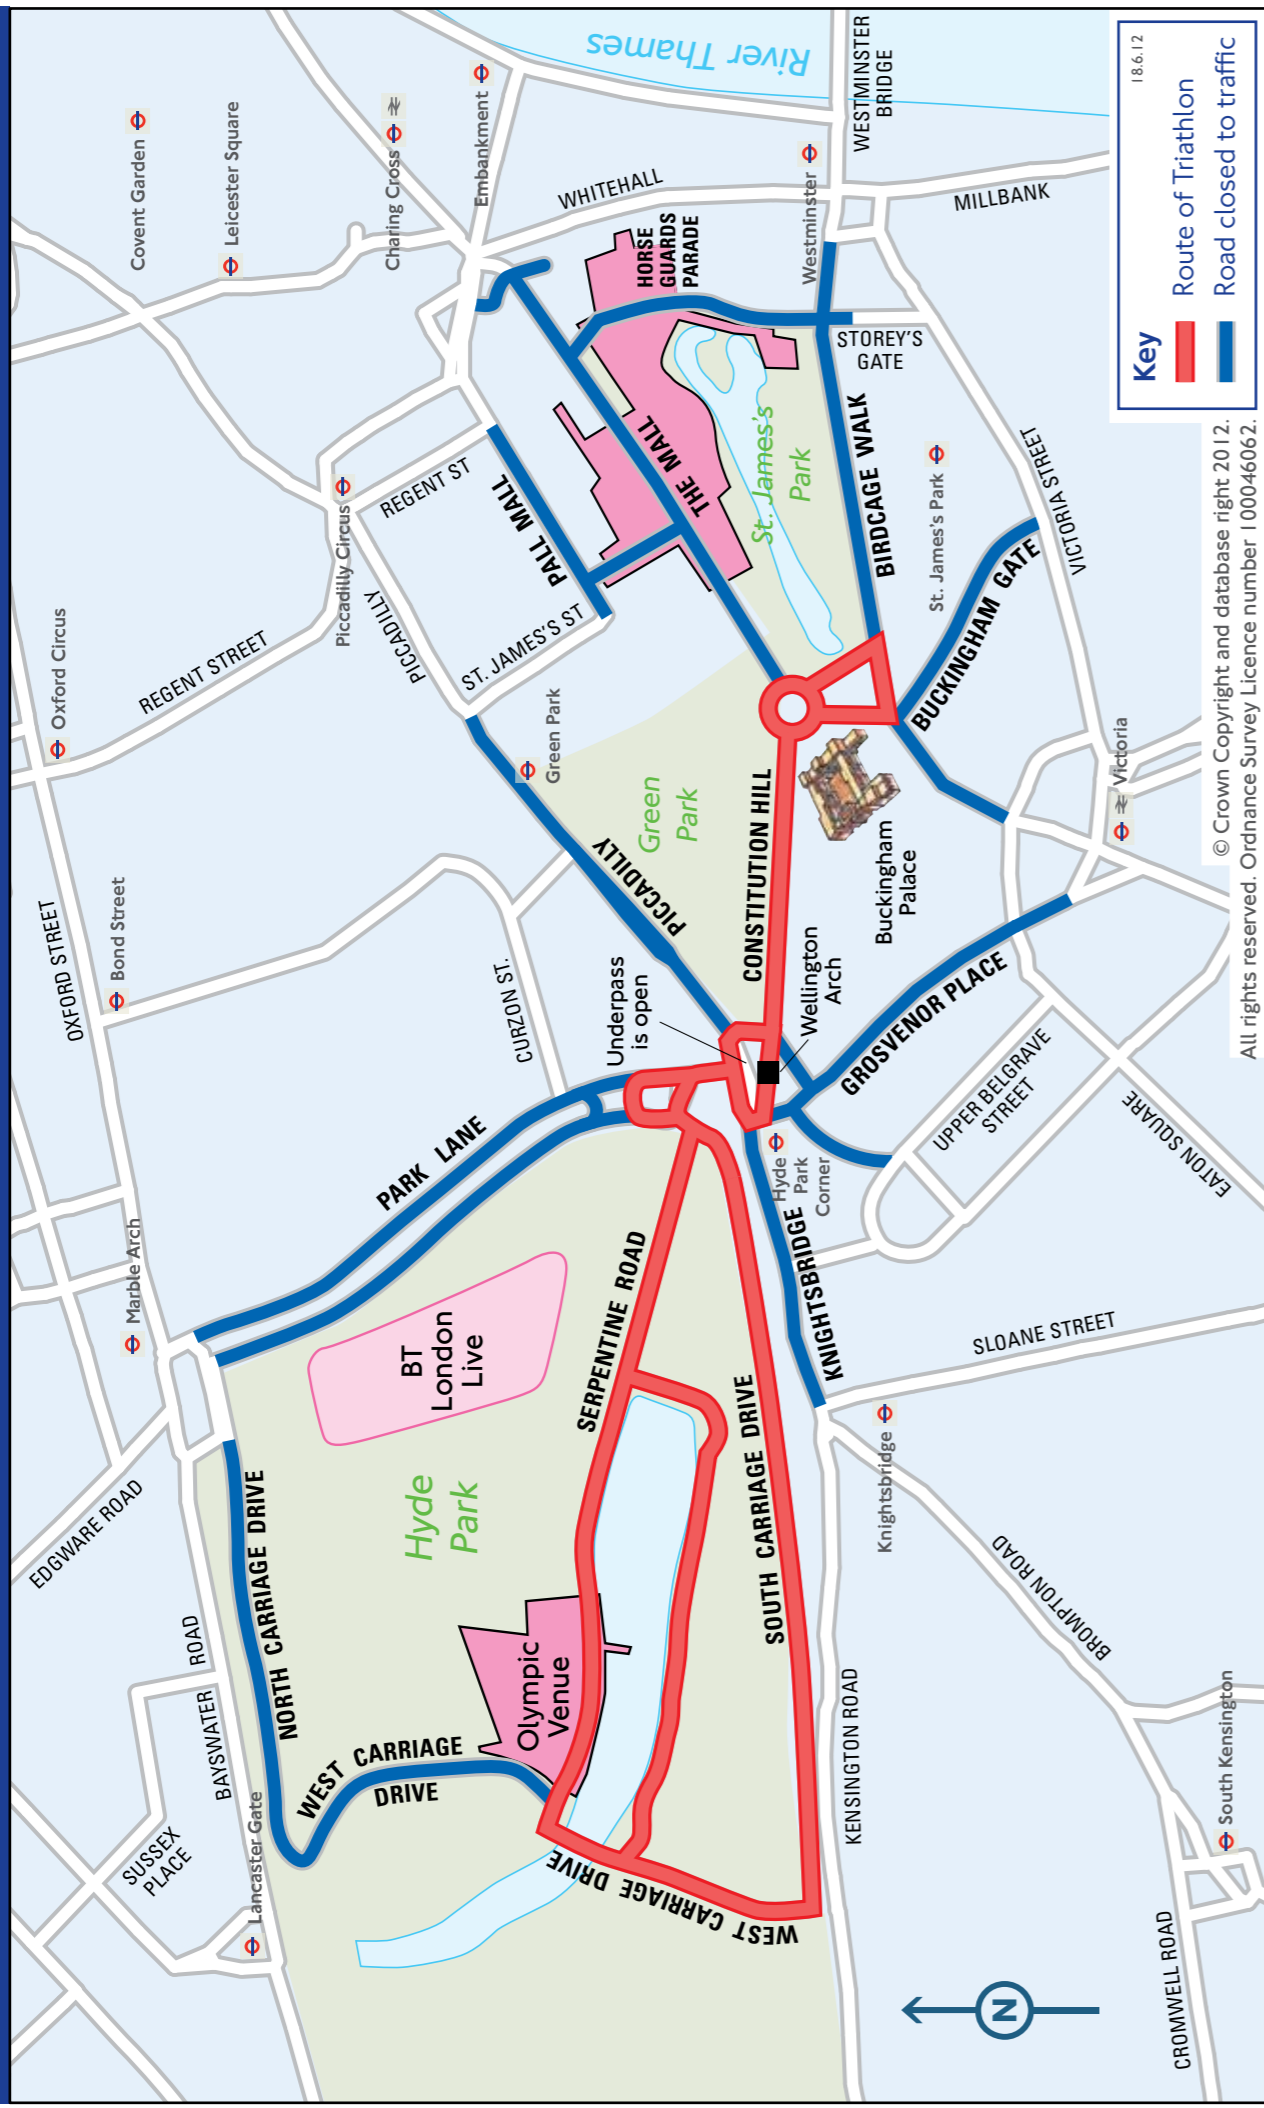 Covent Garden
Leicester Square
Charing Cross
Embankment
River Thames
WESTMINSTER
BRIDGE
Westminster
WHITEHALL
MILLBANK
HORSE
GUARDS
PARADE
STOREY'S
GATE
THE MALL
St. James's
Park
BIRDCAGE WALK
St. James's Park
VICTORIA STREET
BUCKINGHAM GATE
Victoria
Oxford Circus
REGENT STREET
Piccadilly Circus
REGENT ST
PICCADILLY
PALL MALL
ST. JAMES'S ST
Green Park
Green
Park
PICCADILLY
CONSTITUTION HILL
Buckingham
Palace
Wellington
Arch
Underpass
is open
GROSVENOR PLACE
UPPER BELGRAVE
STREET
EATON SQUARE
OXFORD STREET
Bond Street
CURZON ST.
PARK LANE
Marble Arch
Hyde
Park
Corner
KNIGHTSBRIDGE
SLOANE STREET
Knightsbridge
BROMPTON ROAD
South Kensington
CROMWELL ROAD
KENSINGTON ROAD
SERPENTINE ROAD
SOUTH CARRIAGE DRIVE
BT
London
Live
Hyde
Park
Olympic
Venue
EDGWARE ROAD
NORTH CARRIAGE DRIVE
BAYSWATER ROAD
WEST CARRIAGE
DRIVE
WEST CARRIAGE DRIVE
SUSSEX
PLACE
Lancaster Gate
N
18.6.12
Key
Route of Triathlon
Road closed to traffic
© Crown Copyright and database right 2012.
All rights reserved. Ordnance Survey Licence number 100046062.